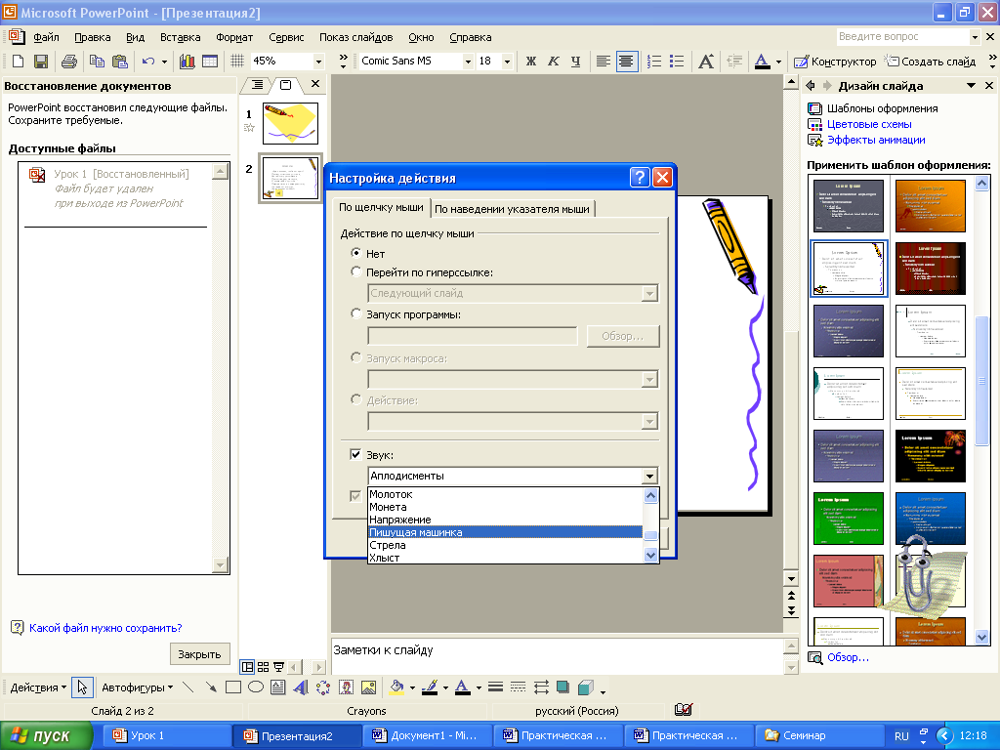 Microsoft PowerPoint - [Презентация2]
Файл Правка Вид Вставка Формат Сервис Показ слайдов Окно Справка
Введите вопрос
45% Comic Sans MS 18 Ж К Ч Конструктор Создать слайд
Восстановление документов
PowerPoint восстановил следующие файлы.
Сохраните требуемые.
Доступные файлы
Урок 1 [Восстановленный]
Файл будет удален
при выходе из PowerPoint
Какой файл нужно сохранить?
Закрыть
1
2
Настройка действия
По щелчку мыши
По наведении указателя мыши
Действие по щелчку мыши
Нет
Перейти по гиперссылке:
Следующий слайд
Запуск программы:
Обзор...
Запуск макроса:
Действие:
Звук:
Аплодисменты
Молоток
Монета
Напряжение
Пишущая машинка
Стрела
Хлыст
Заметки к слайду
Дизайн слайда
Шаблоны оформления
Цветовые схемы
Эффекты анимации
Применить шаблон оформления:
Обзор...
Действия Автофигуры
Слайд 2 из 2 Crayons русский (Россия)
пуск Урок 1 Презентация2 Документ1 - Mi... Практическая ... Практическая ... Семинар RU 12:18